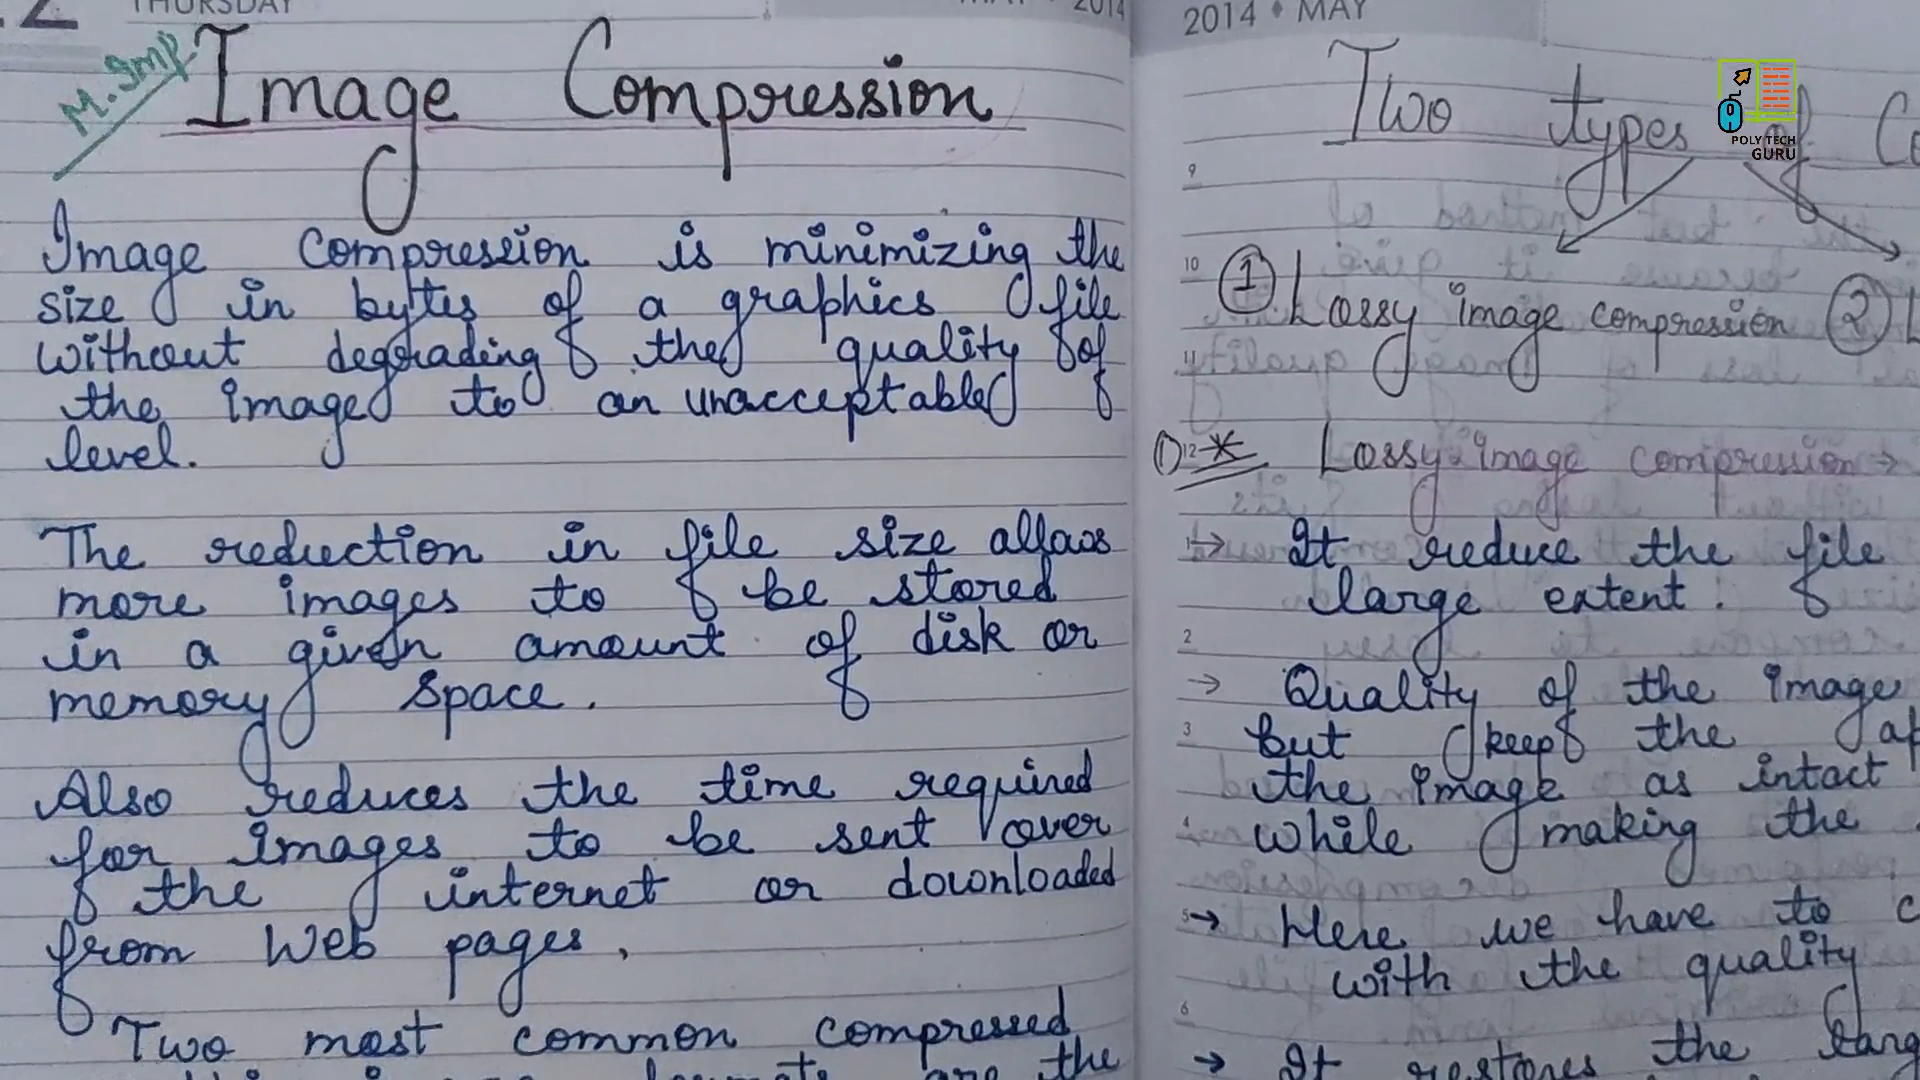 THURSDAY
2014
M. Imp
Image Compression
Image compression is minimizing the
size in bytes of a graphics file
without degrading the quality of
the image to an unacceptable
level.
The reduction in file size allows
more images to be stored
in a given amount of disk or
memory space.
Also reduces the time required
for images to be sent over
the internet or downloaded
from Web pages.
Two most common compressed
are the
2014 • MAY
Two types of
POLY TECH
GURU
9
10
① Lossy image compression ②
11
① 12 * Lossy image compression →
→ It reduce the file
large extent.
2
→ Quality of the image
3
but keep the
the image as intact
4
while making the
5
→ Here we have to
with the quality
6
→ It restores the